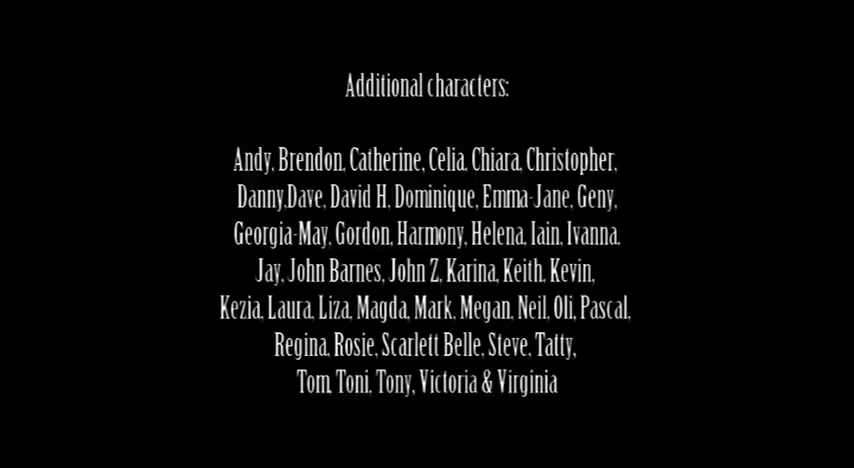 Additional characters:
Andy, Brendon, Catherine, Celia, Chiara, Christopher,
Danny,Dave, David H, Dominique, Emma-Jane, Geny,
Georgia-May, Gordon, Harmony, Helena, Iain, Ivanna,
Jay, John Barnes, John Z, Karina, Keith, Kevin,
Kezia, Laura, Liza, Magda, Mark, Megan, Neil, Oli, Pascal,
Regina, Rosie, Scarlett Belle, Steve, Tatty,
Tom, Toni, Tony, Victoria & Virginia